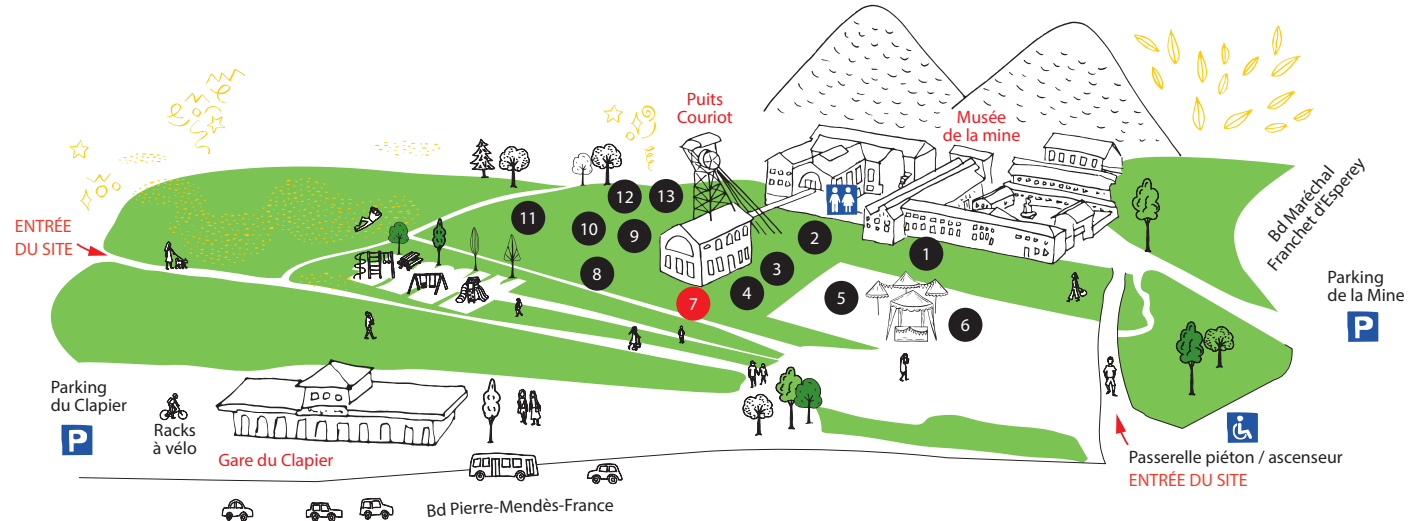 Puits
Couriot
Musée
de la mine
ENTRÉE
DU SITE
Bd Maréchal
Franchet d'Esperey
Parking
de la Mine
P
12
13
11
10
9
2
1
8
3
4
5
7
6
Parking
du Clapier
P
Racks
à vélo
Gare du Clapier
Passerelle piéton / ascenseur
ENTRÉE DU SITE
Bd Pierre-Mendès-France